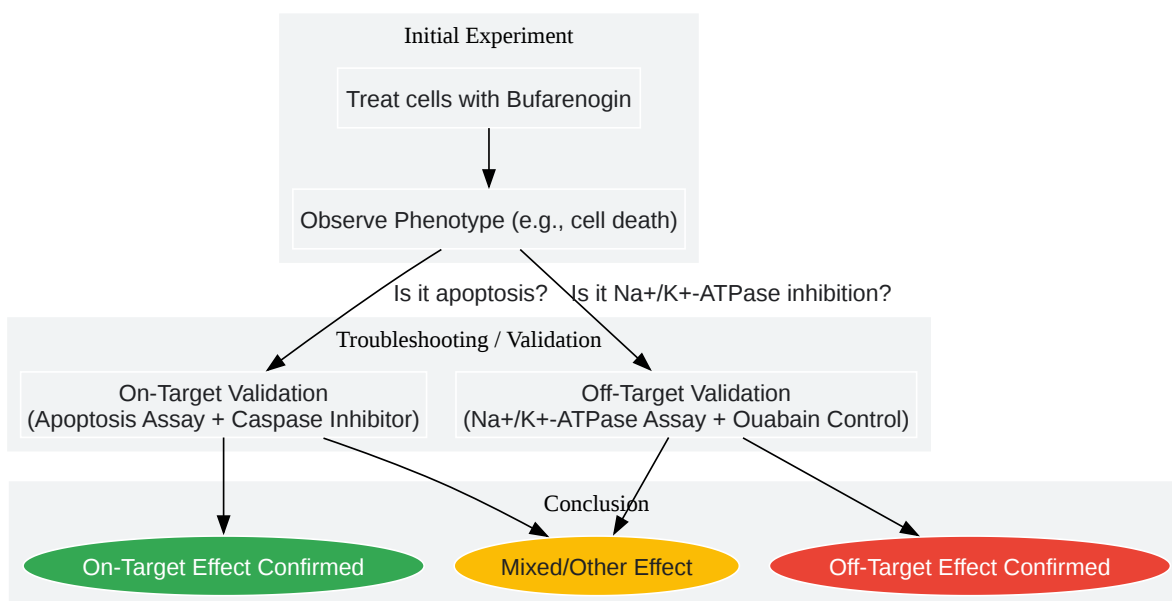 Initial Experiment
Treat cells with Bufarenogin
Observe Phenotype (e.g., cell death)
Is it apoptosis?
Is it Na+/K+-ATPase inhibition?
Troubleshooting / Validation
On-Target Validation
(Apoptosis Assay + Caspase Inhibitor)
Off-Target Validation
(Na+/K+-ATPase Assay + Ouabain Control)
Conclusion
On-Target Effect Confirmed
Mixed/Other Effect
Off-Target Effect Confirmed